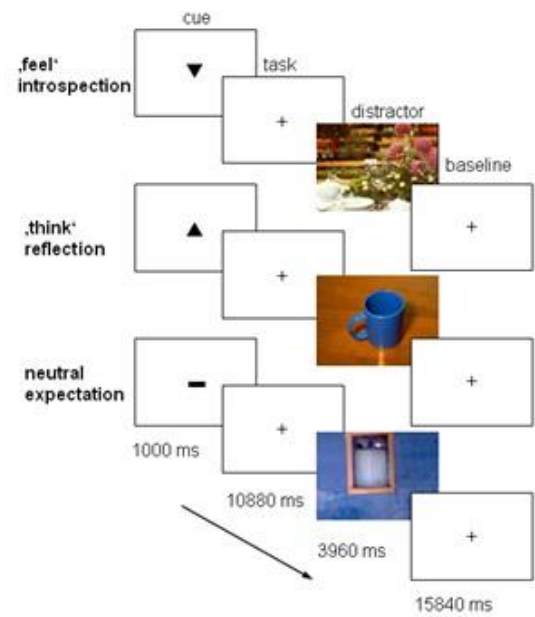 cue
‚feel‘
introspection
task
distractor
baseline
+
+
‚think‘
reflection
+
+
neutral
expectation
+
+
1000 ms
10880 ms
3960 ms
15840 ms